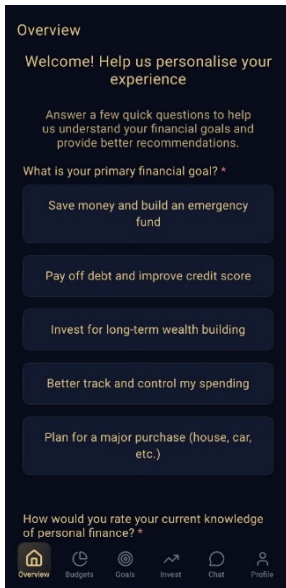 Overview
Welcome! Help us personalise your
experience
Answer a few quick questions to help
us understand your financial goals and
provide better recommendations.
What is your primary financial goal? *
Save money and build an emergency
fund
Pay off debt and improve credit score
Invest for long-term wealth building
Better track and control my spending
Plan for a major purchase (house, car,
etc.)
How would you rate your current knowledge
of personal finance? *
Overview Budgets Goals Invest Chat Profile